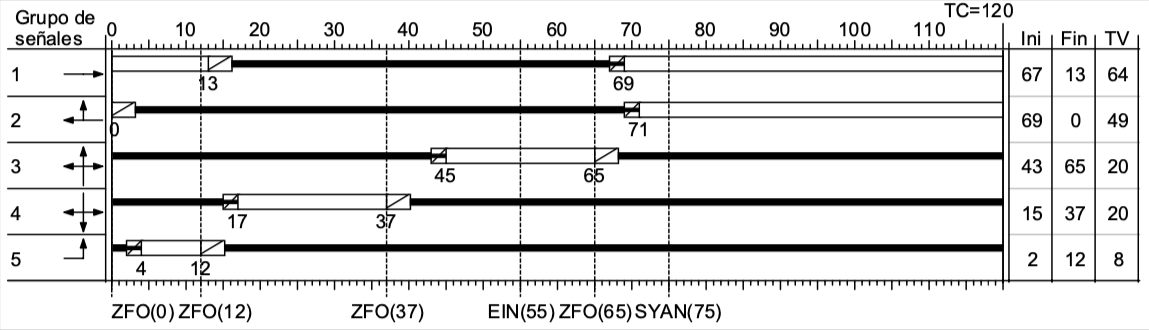 TC=120
Grupo de
señales
0 10 20 30 40 50 60 70 80 90 100 110
Ini Fin TV
1 13 69 67 13 64
2 0 71 69 0 49
3 45 65 43 65 20
4 17 37 15 37 20
5 4 12 2 12 8
ZFO(0) ZFO(12) ZFO(37) EIN(55) ZFO(65) SYAN(75)